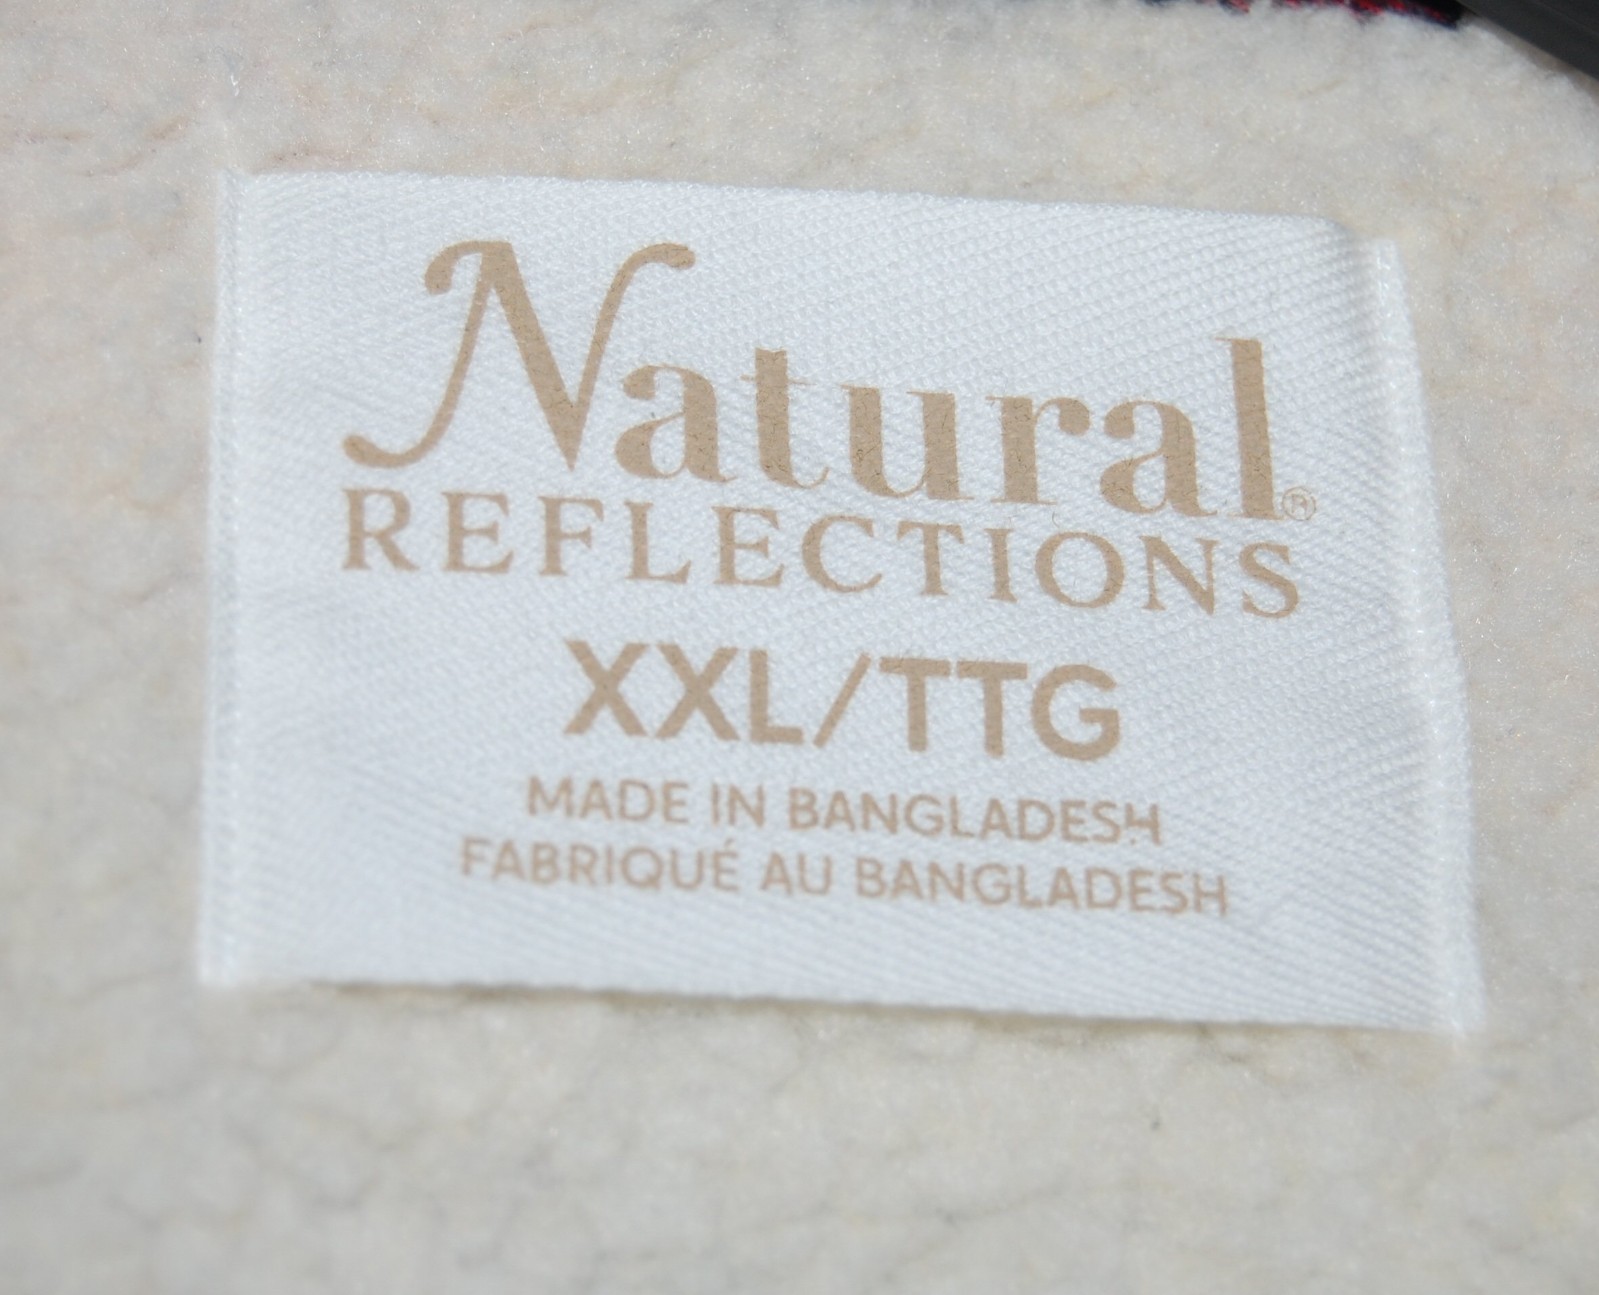 Natural®
REFLECTIONS
XXL/TTG
MADE IN BANGLADESH
FABRIQUÉ AU BANGLADESH